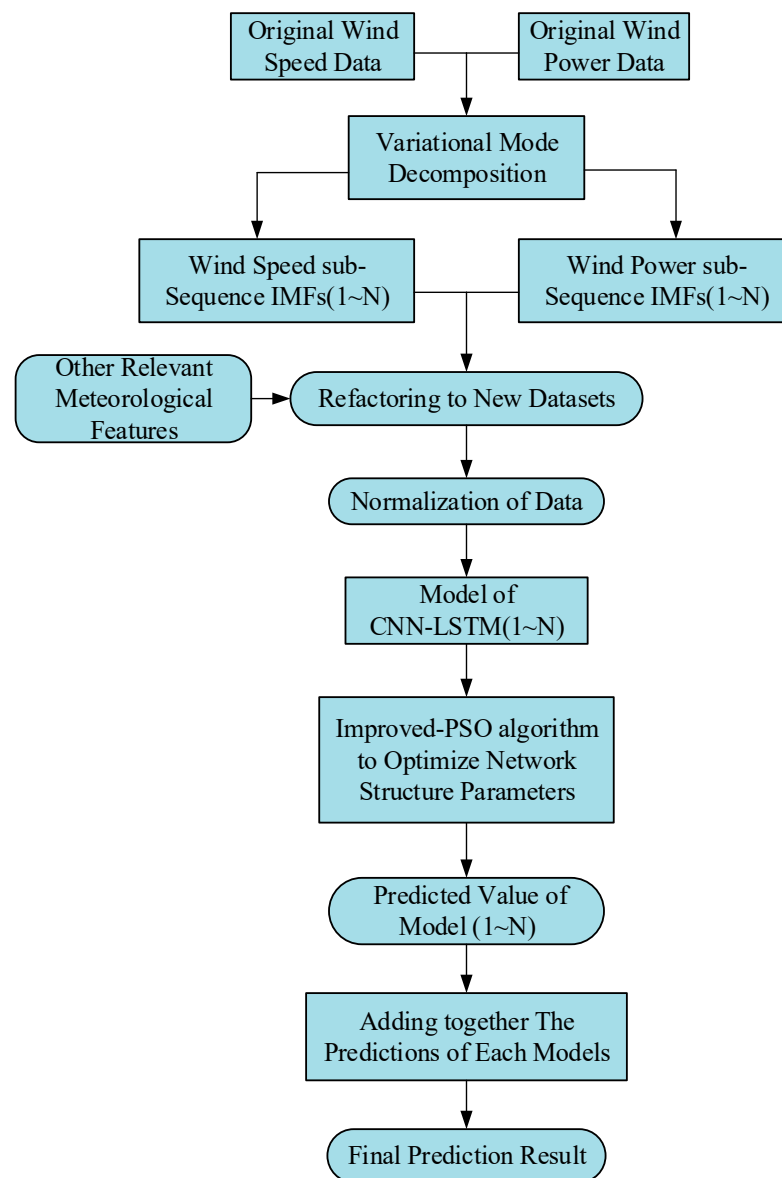 Original Wind
Speed Data
Original Wind
Power Data
Variational Mode
Decomposition
Wind Speed sub-
Sequence IMFs(1~N)
Wind Power sub-
Sequence IMFs(1~N)
Other Relevant
Meteorological
Features
Refactoring to New Datasets
Normalization of Data
Model of
CNN-LSTM(1~N)
Improved-PSO algorithm
to Optimize Network
Structure Parameters
Predicted Value of
Model (1~N)
Adding together The
Predictions of Each Models
Final Prediction Result